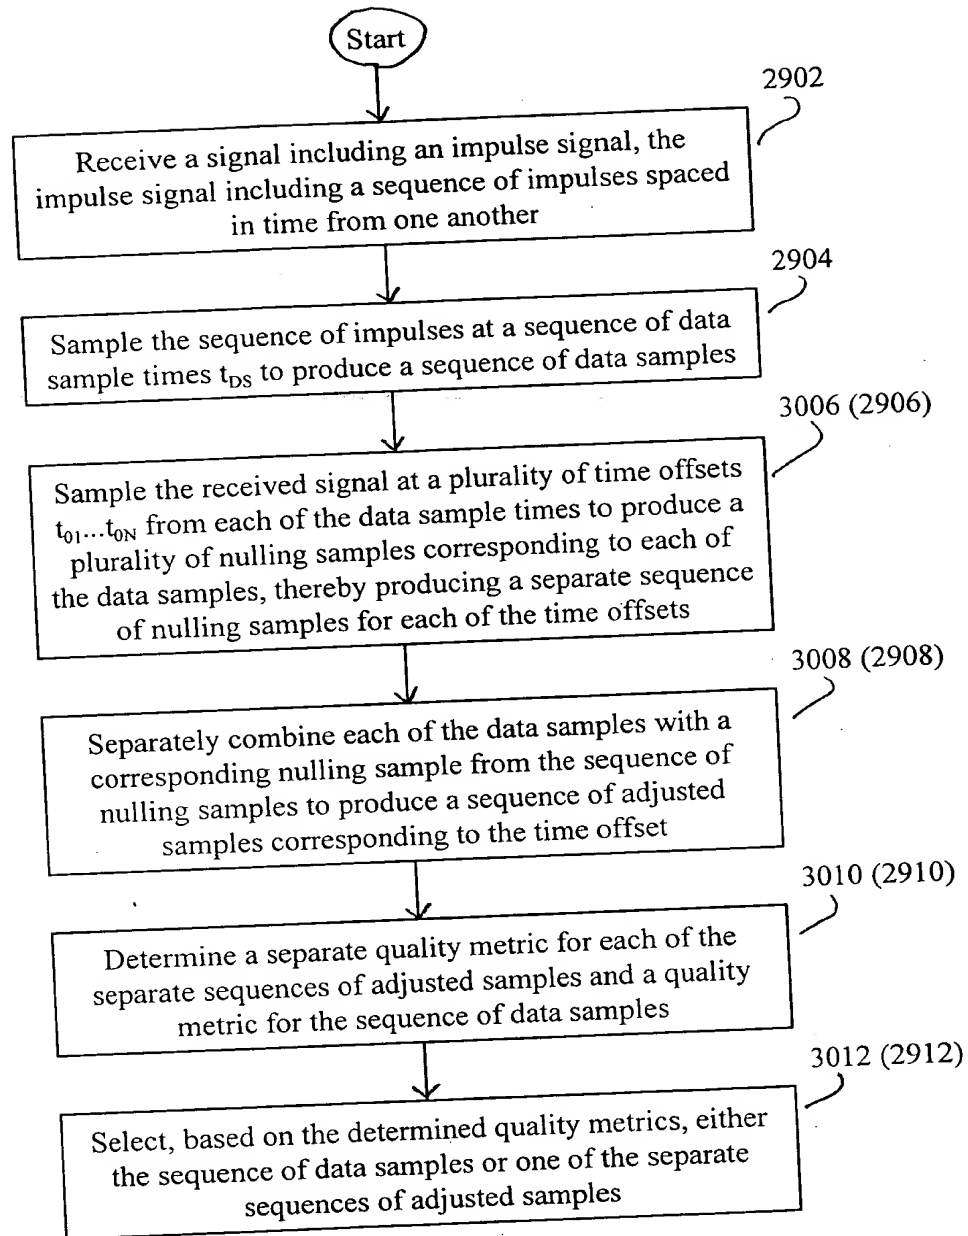 Start
2902
Receive a signal including an impulse signal, the
impulse signal including a sequence of impulses spaced
in time from one another
2904
Sample the sequence of impulses at a sequence of data
sample times tDS to produce a sequence of data samples
3006 (2906)
Sample the received signal at a plurality of time offsets
t01...t0N from each of the data sample times to produce a
plurality of nulling samples corresponding to each of
the data samples, thereby producing a separate sequence
of nulling samples for each of the time offsets
3008 (2908)
Separately combine each of the data samples with a
corresponding nulling sample from the sequence of
nulling samples to produce a sequence of adjusted
samples corresponding to the time offset
3010 (2910)
Determine a separate quality metric for each of the
separate sequences of adjusted samples and a quality
metric for the sequence of data samples
3012 (2912)
Select, based on the determined quality metrics, either
the sequence of data samples or one of the separate
sequences of adjusted samples